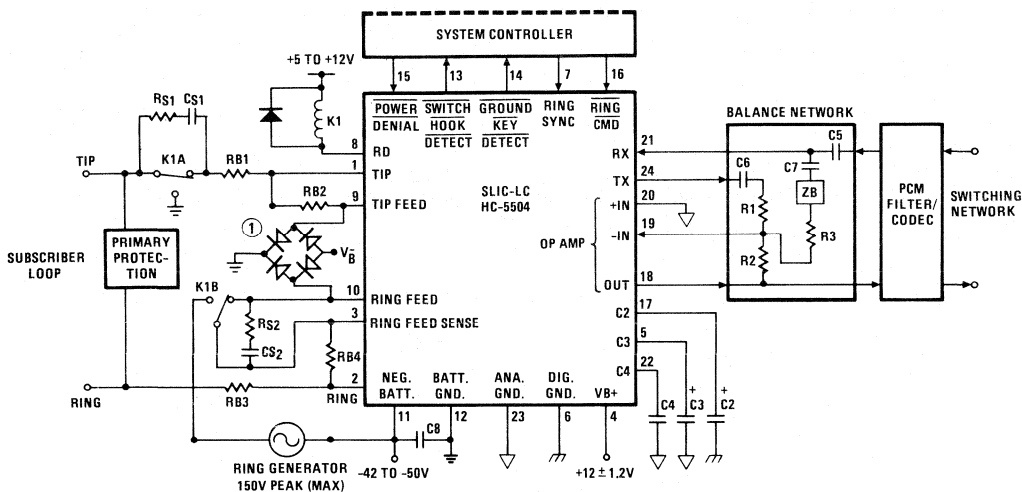 SYSTEM CONTROLLER
+5 TO +12V
15
13
14
7
16
RS1
CS1
K1
POWER DENIAL
SWITCH HOOK DETECT
GROUND KEY DETECT
RING SYNC
RING CMD
BALANCE NETWORK
TIP
K1A
RB1
8
RD
1
TIP
RB2
9
TIP FEED
SLIC-LC
HC-5504
RX
21
TX
24
+IN
20
-IN
19
OP AMP
OUT
18
C5
C6
C7
ZB
R1
R2
R3
PCM
FILTER/
CODEC
SWITCHING
NETWORK
1
VB-
SUBSCRIBER
LOOP
PRIMARY
PROTEC-
TION
K1B
10
RING FEED
3
RING FEED SENSE
RS2
CS2
RB4
C2
17
C3
5
C4
22
RING
RB3
2
RING
NEG.
BATT.
BATT.
GND.
ANA.
GND.
DIG.
GND.
VB+
11
12
23
6
4
C4
+
C3
+
C2
C8
RING GENERATOR
150V PEAK (MAX)
-42 TO -50V
+12 ± 1.2V